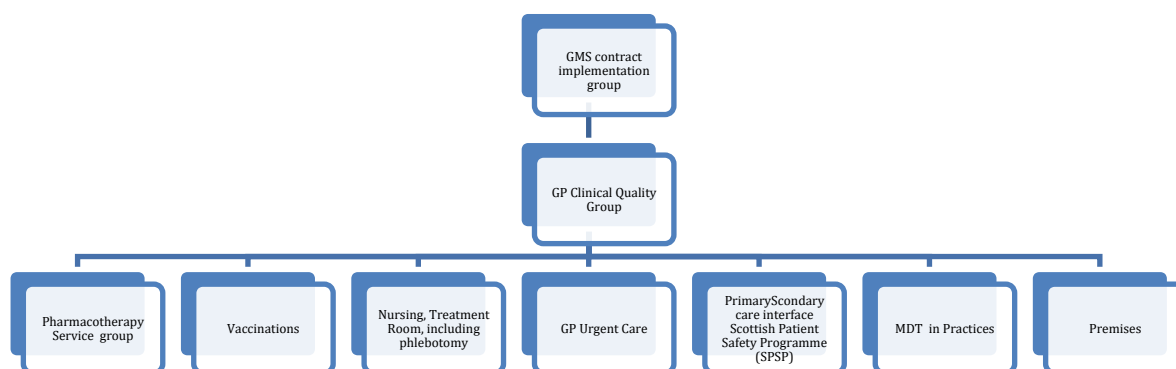 GMS contract
implementation
group
GP Clinical Quality
Group
Pharmacotherapy
Service group
Vaccinations
Nursing, Treatment
Room, including
phlebotomy
GP Urgent Care
PrimaryScondary
care interface
Scottish Patient
Safety Programme
(SPSP)
MDT in Practices
Premises